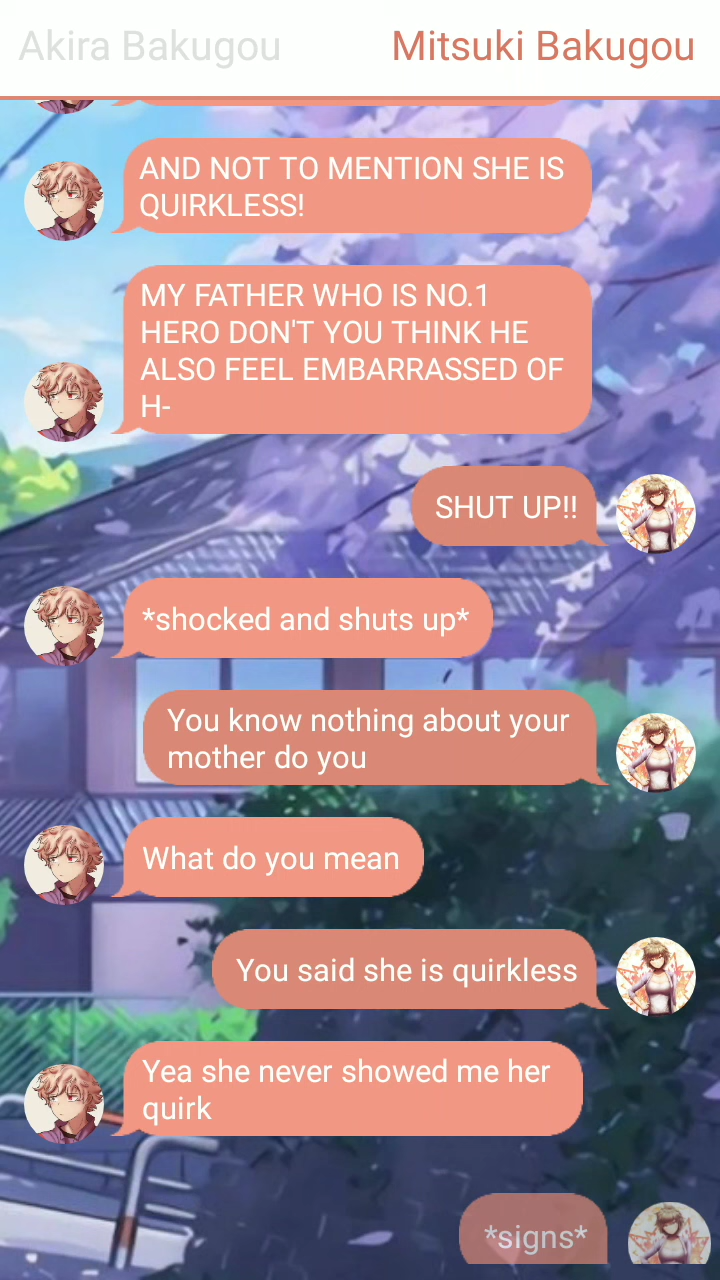 Akira Bakugou Mitsuki Bakugou
AND NOT TO MENTION SHE IS
QUIRKLESS!
MY FATHER WHO IS NO.1
HERO DON'T YOU THINK HE
ALSO FEEL EMBARRASSED OF
H-
SHUT UP!!
*shocked and shuts up*
You know nothing about your
mother do you
What do you mean
You said she is quirkless
Yea she never showed me her
quirk
*signs*